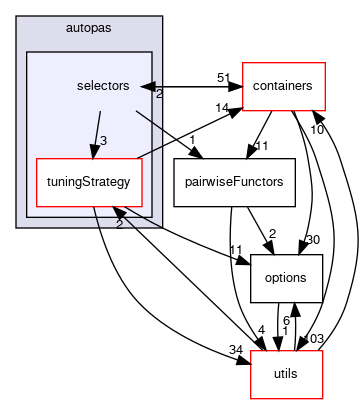 autopas
selectors
51
containers
2
14
10
3
1
11
tuningStrategy
pairwiseFunctors
2
2
11
30
options
6
4
1
34
103
utils